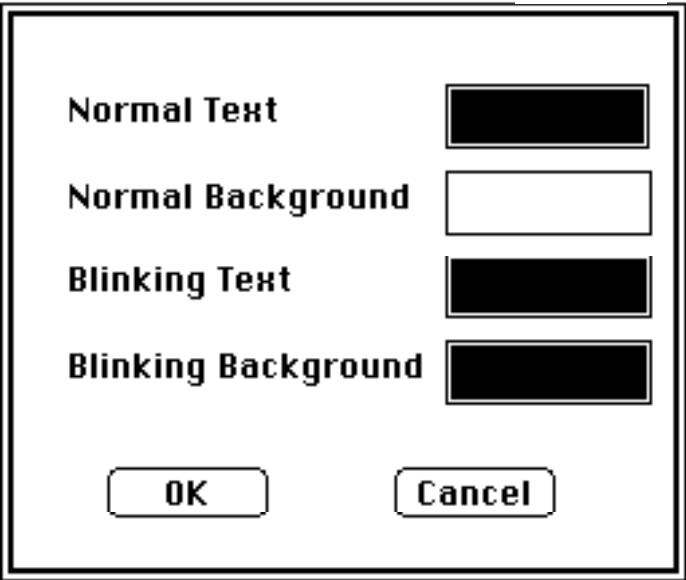 Normal Text
Normal Background
Blinking Text
Blinking Background
OK Cancel